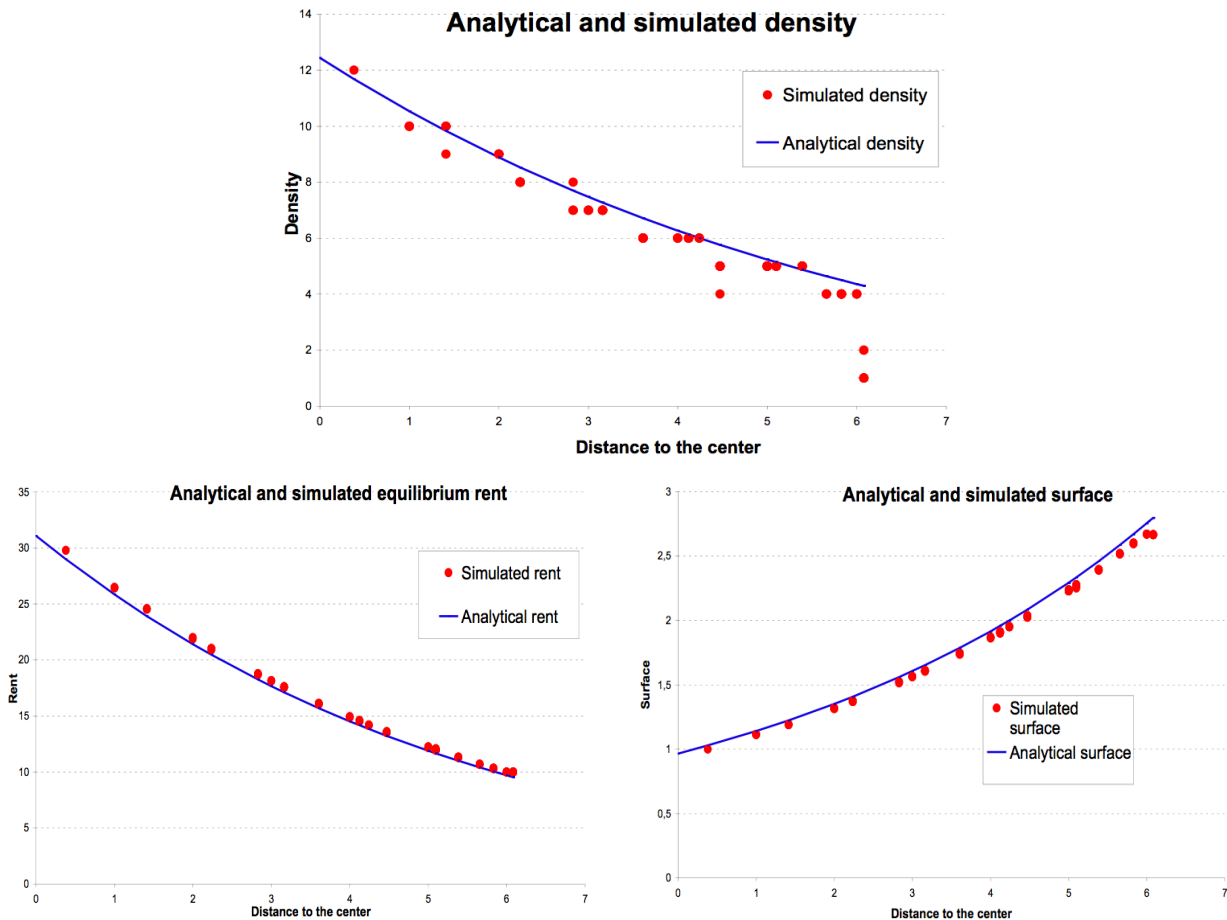 Analytical and simulated density
14
12
10
8
6
4
2
0
Density
Simulated density
Analytical density
0 1 2 3 4 5 6 7
Distance to the center
Analytical and simulated equilibrium rent
35
30
25
20
15
10
5
0
Rent
Simulated rent
Analytical rent
0 1 2 3 4 5 6 7
Distance to the center
Analytical and simulated surface
3
2,5
2
1,5
1
0,5
0
Surface
Simulated
surface
Analytical surface
0 1 2 3 4 5 6 7
Distance to the center